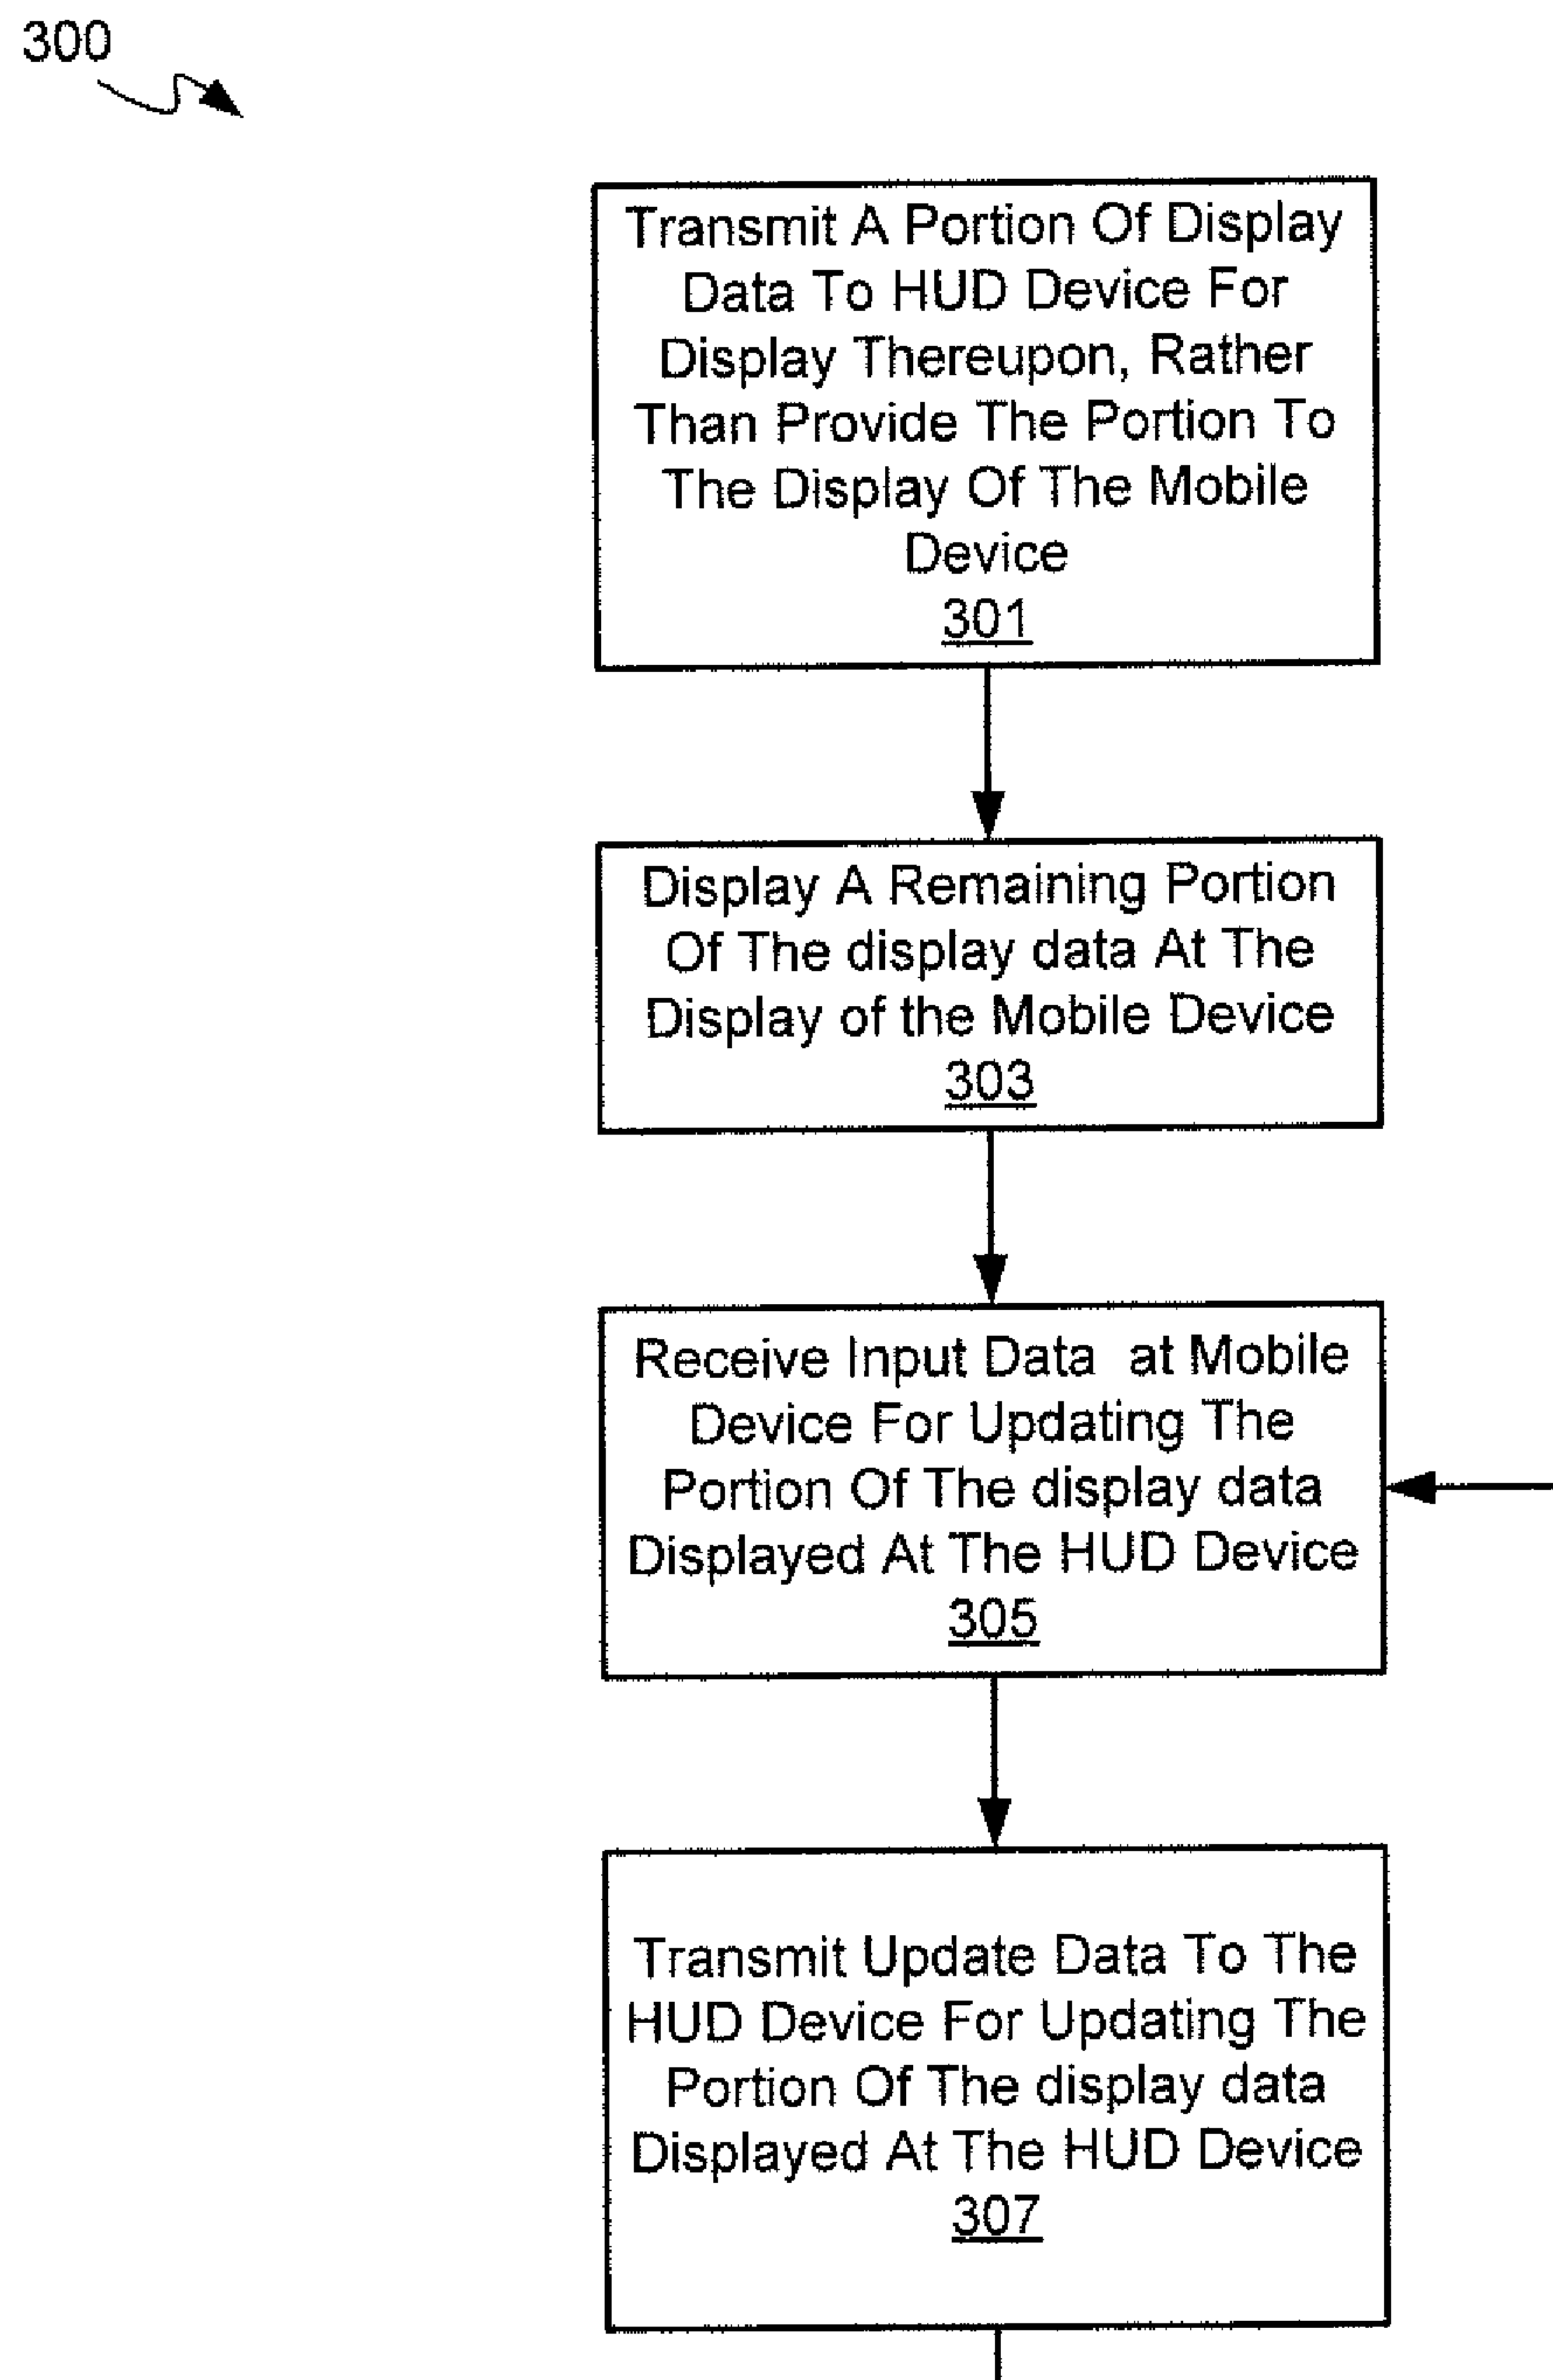 300
Transmit A Portion Of Display
Data To HUD Device For
Display Thereupon, Rather
Than Provide The Portion To
The Display Of The Mobile
Device
301
Display A Remaining Portion
Of The display data At The
Display of the Mobile Device
303
Receive Input Data at Mobile
Device For Updating The
Portion Of The display data
Displayed At The HUD Device
305
Transmit Update Data To The
HUD Device For Updating The
Portion Of The display data
Displayed At The HUD Device
307